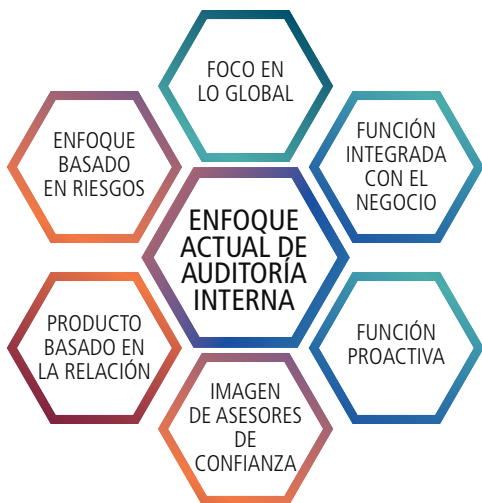 FOCO EN
LO GLOBAL
ENFOQUE
BASADO
EN RIESGOS
FUNCIÓN
INTEGRADA
CON EL
NEGOCIO
ENFOQUE
ACTUAL DE
AUDITORÍA
INTERNA
PRODUCTO
BASADO EN
LA RELACIÓN
FUNCIÓN
PROACTIVA
IMAGEN
DE ASESORES
DE
CONFIANZA